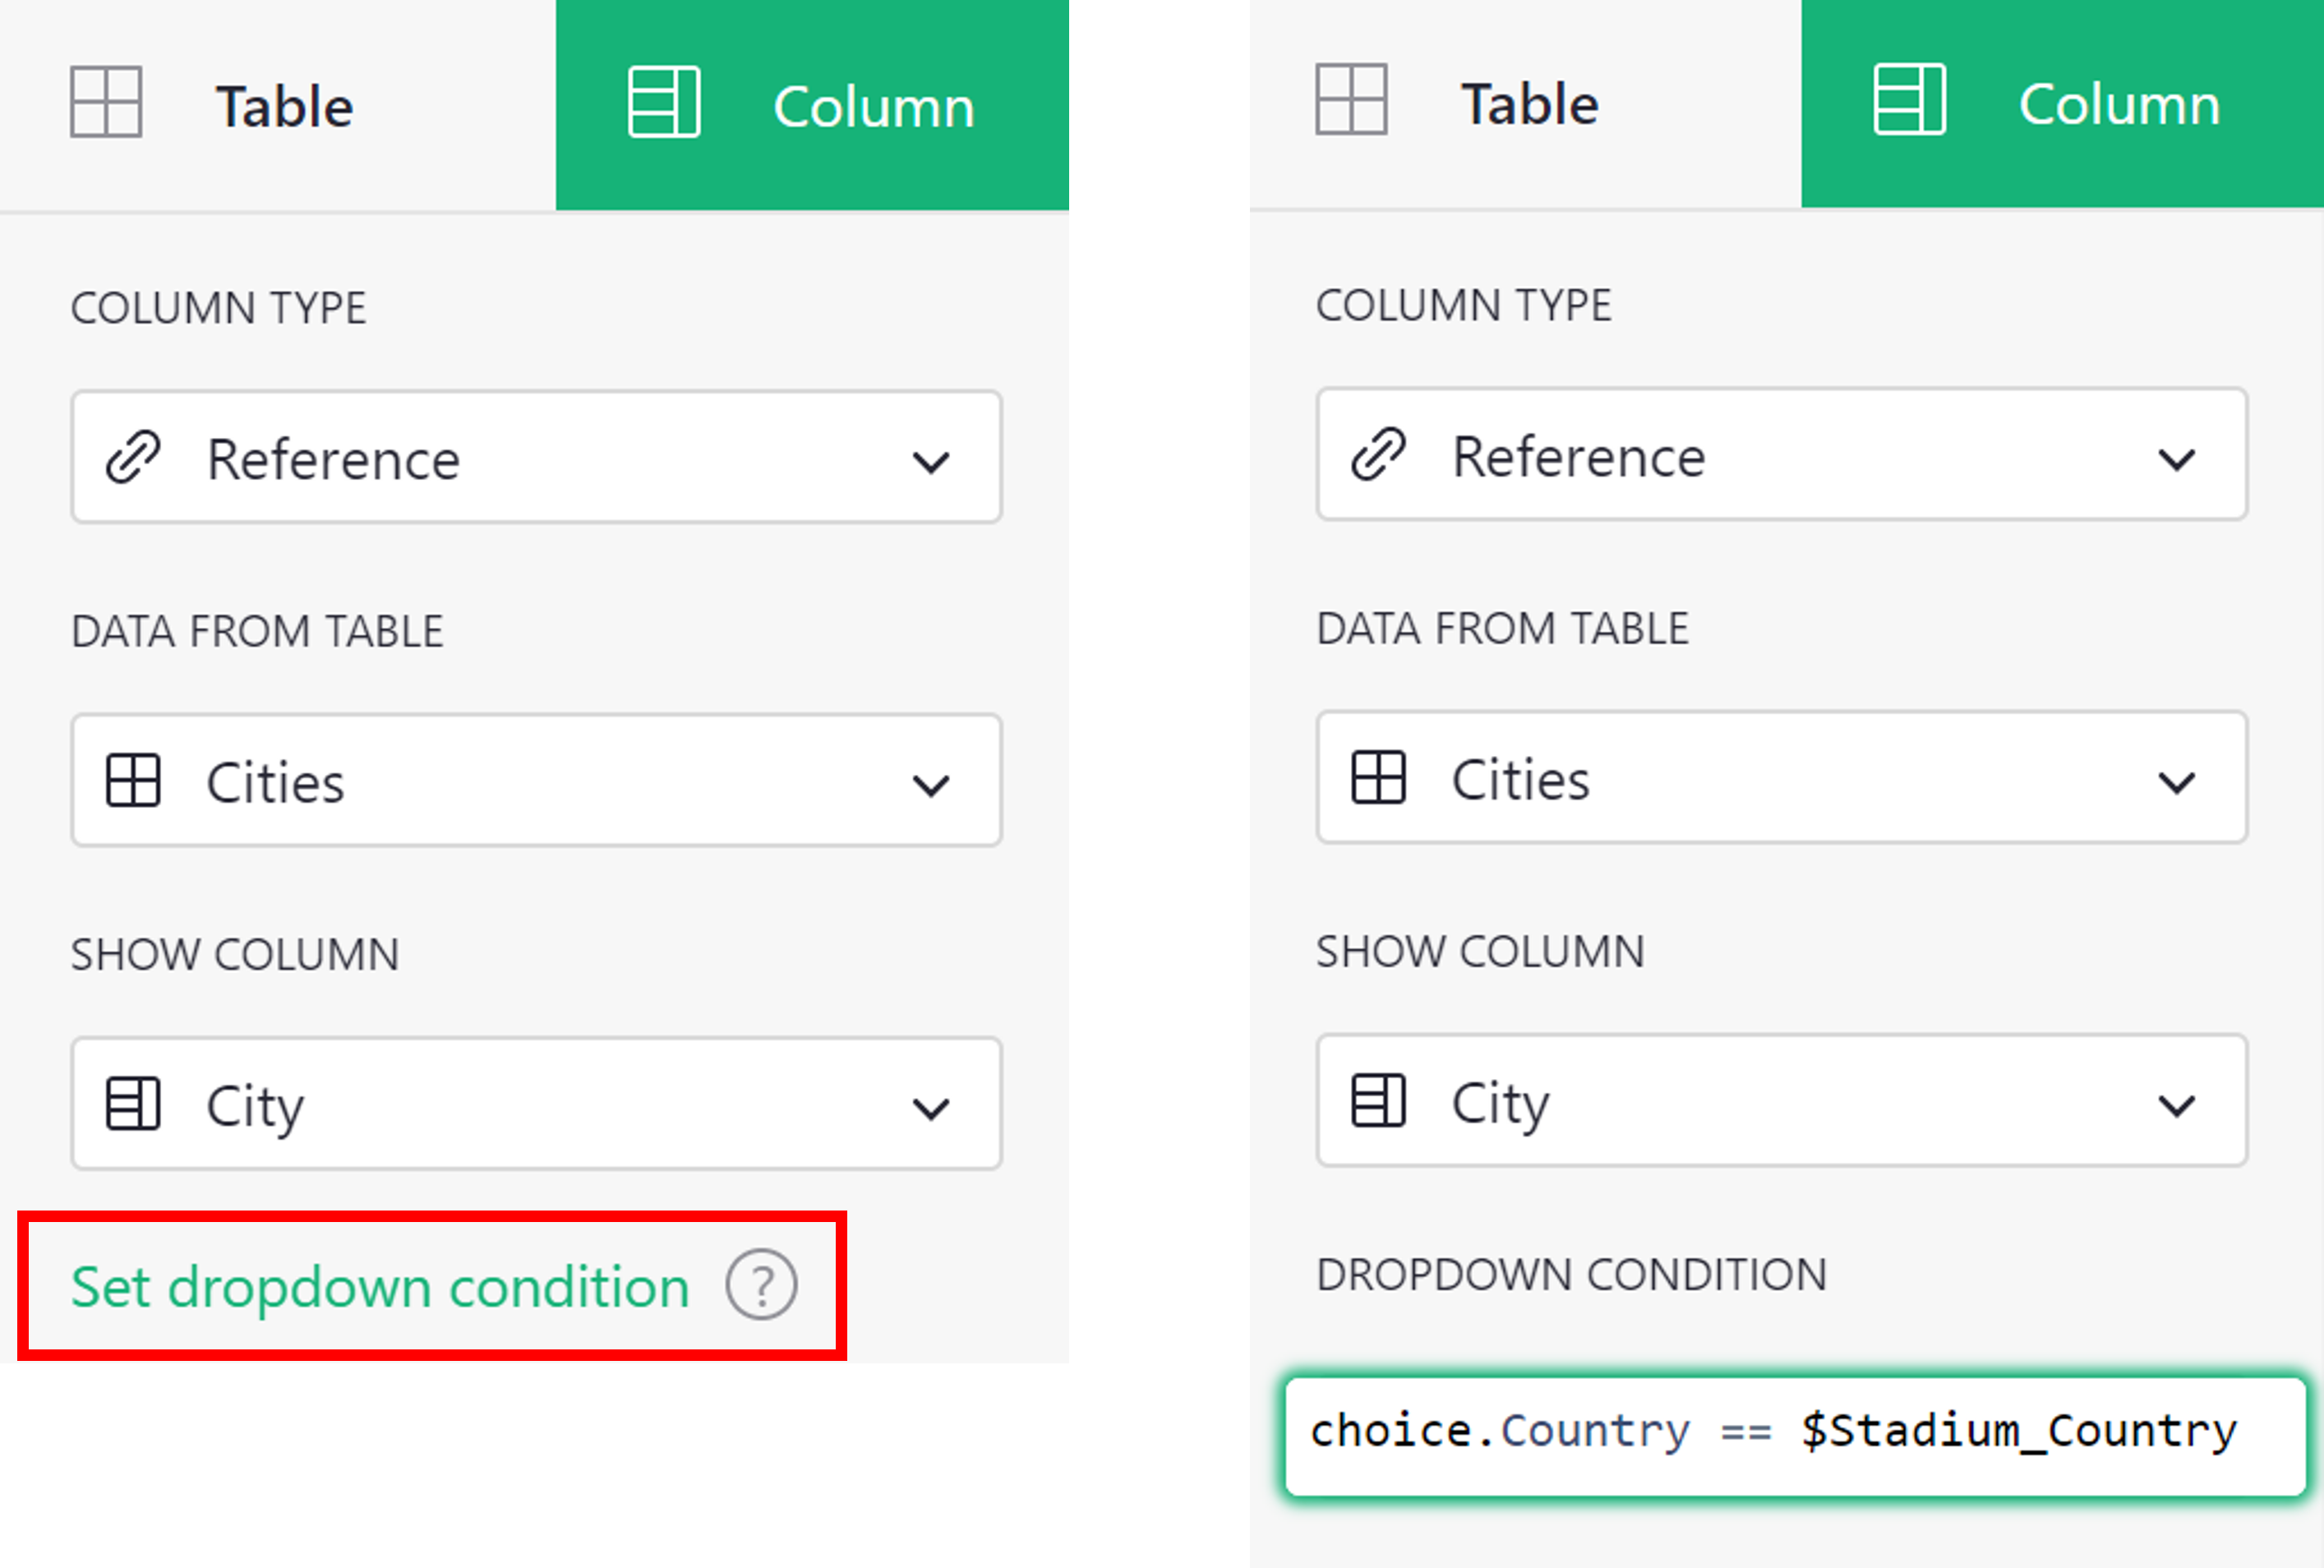 Table
Column
COLUMN TYPE
Reference
DATA FROM TABLE
Cities
SHOW COLUMN
City
Set dropdown condition ?
Table
Column
COLUMN TYPE
Reference
DATA FROM TABLE
Cities
SHOW COLUMN
City
DROPDOWN CONDITION
choice.Country == $Stadium_Country